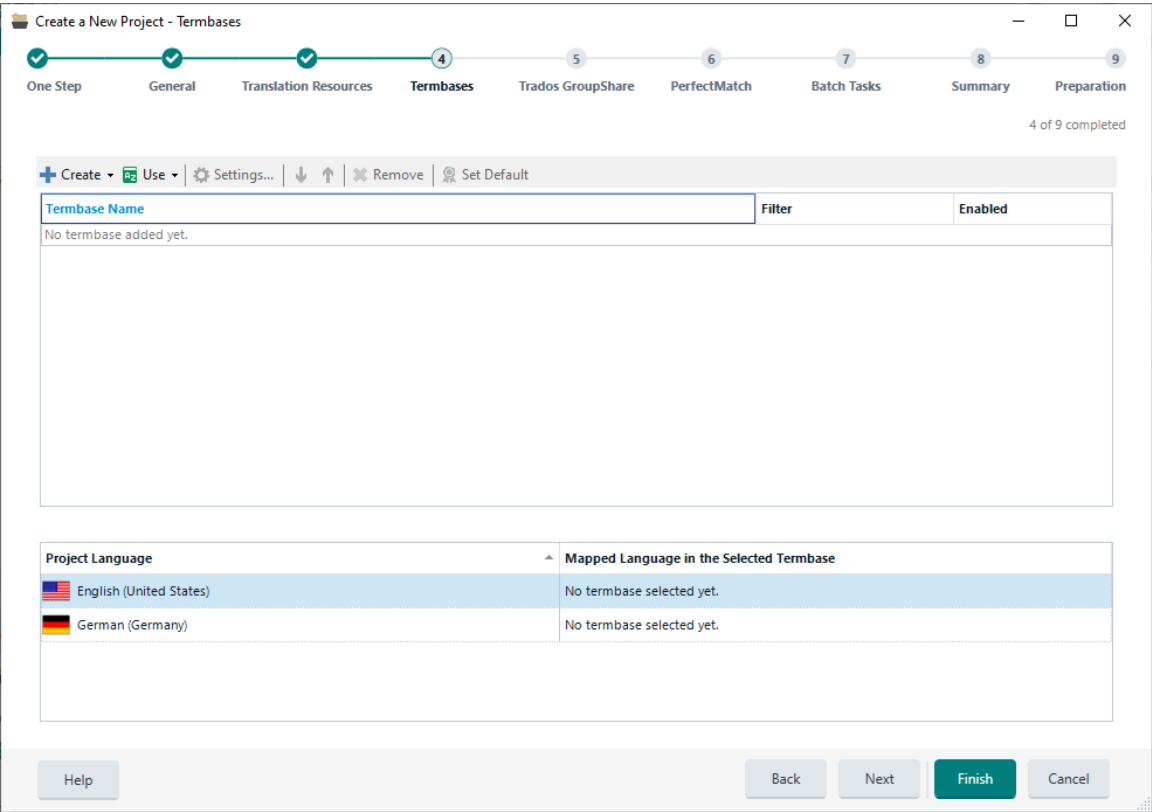 Create a New Project - Termbases
4 5 6 7 8 9
One Step General Translation Resources Termbases Trados GroupShare PerfectMatch Batch Tasks Summary Preparation
4 of 9 completed
Create Use Settings... Remove Set Default
Termbase Name Filter Enabled
No termbase added yet.
Project Language Mapped Language in the Selected Termbase
English (United States) No termbase selected yet.
German (Germany) No termbase selected yet.
Help Back Next Finish Cancel